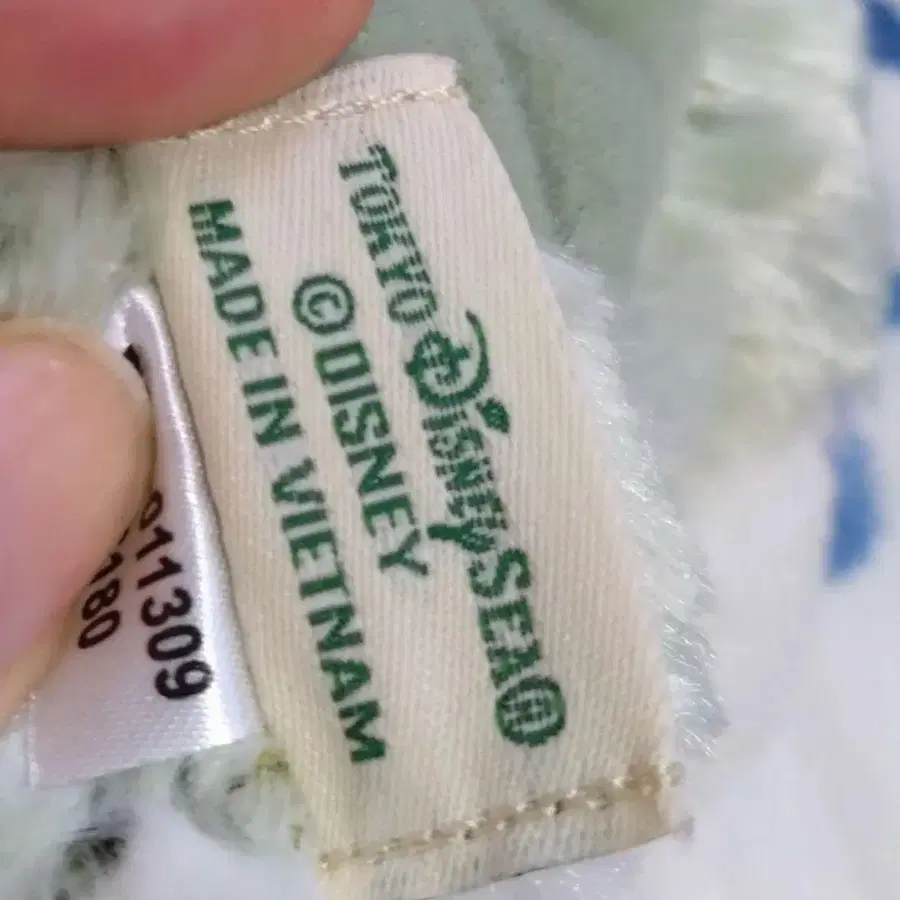 TOKYO DISNEYSEA®
©DISNEY
MADE IN VIETNAM
911309
180